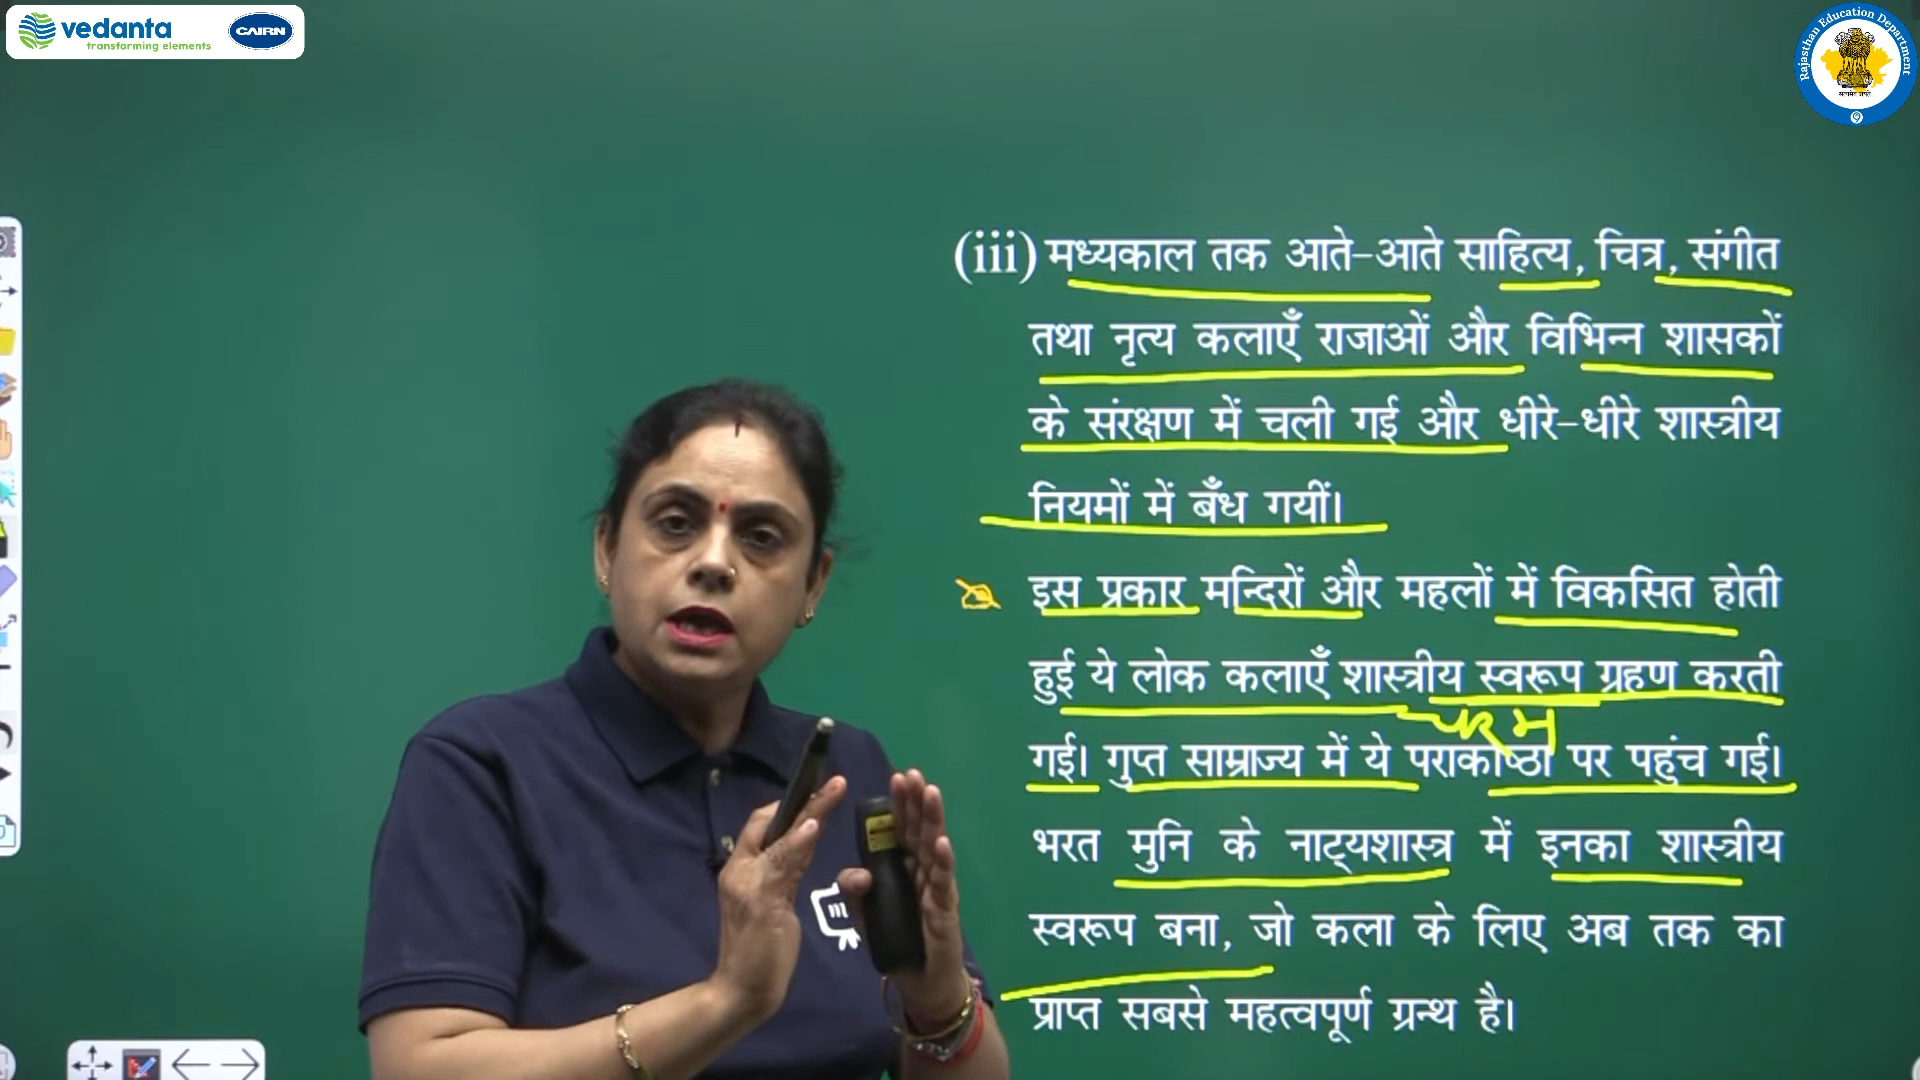 vedanta
transforming elements
CAIRN
Rajasthan Education Department
(iii) मध्यकाल तक आते-आते साहित्य, चित्र, संगीत
तथा नृत्य कलाएँ राजाओं और विभिन्न शासकों
के संरक्षण में चली गई और धीरे-धीरे शास्त्रीय
नियमों में बँध गयीं।
इस प्रकार मन्दिरों और महलों में विकसित होती
हुई ये लोक कलाएँ शास्त्रीय स्वरूप ग्रहण करती
चरम
गई। गुप्त साम्राज्य में ये पराकोष्ठा पर पहुंच गई।
भरत मुनि के नाट्यशास्त्र में इनका शास्त्रीय
स्वरूप बना, जो कला के लिए अब तक का
प्राप्त सबसे महत्वपूर्ण ग्रन्थ है।